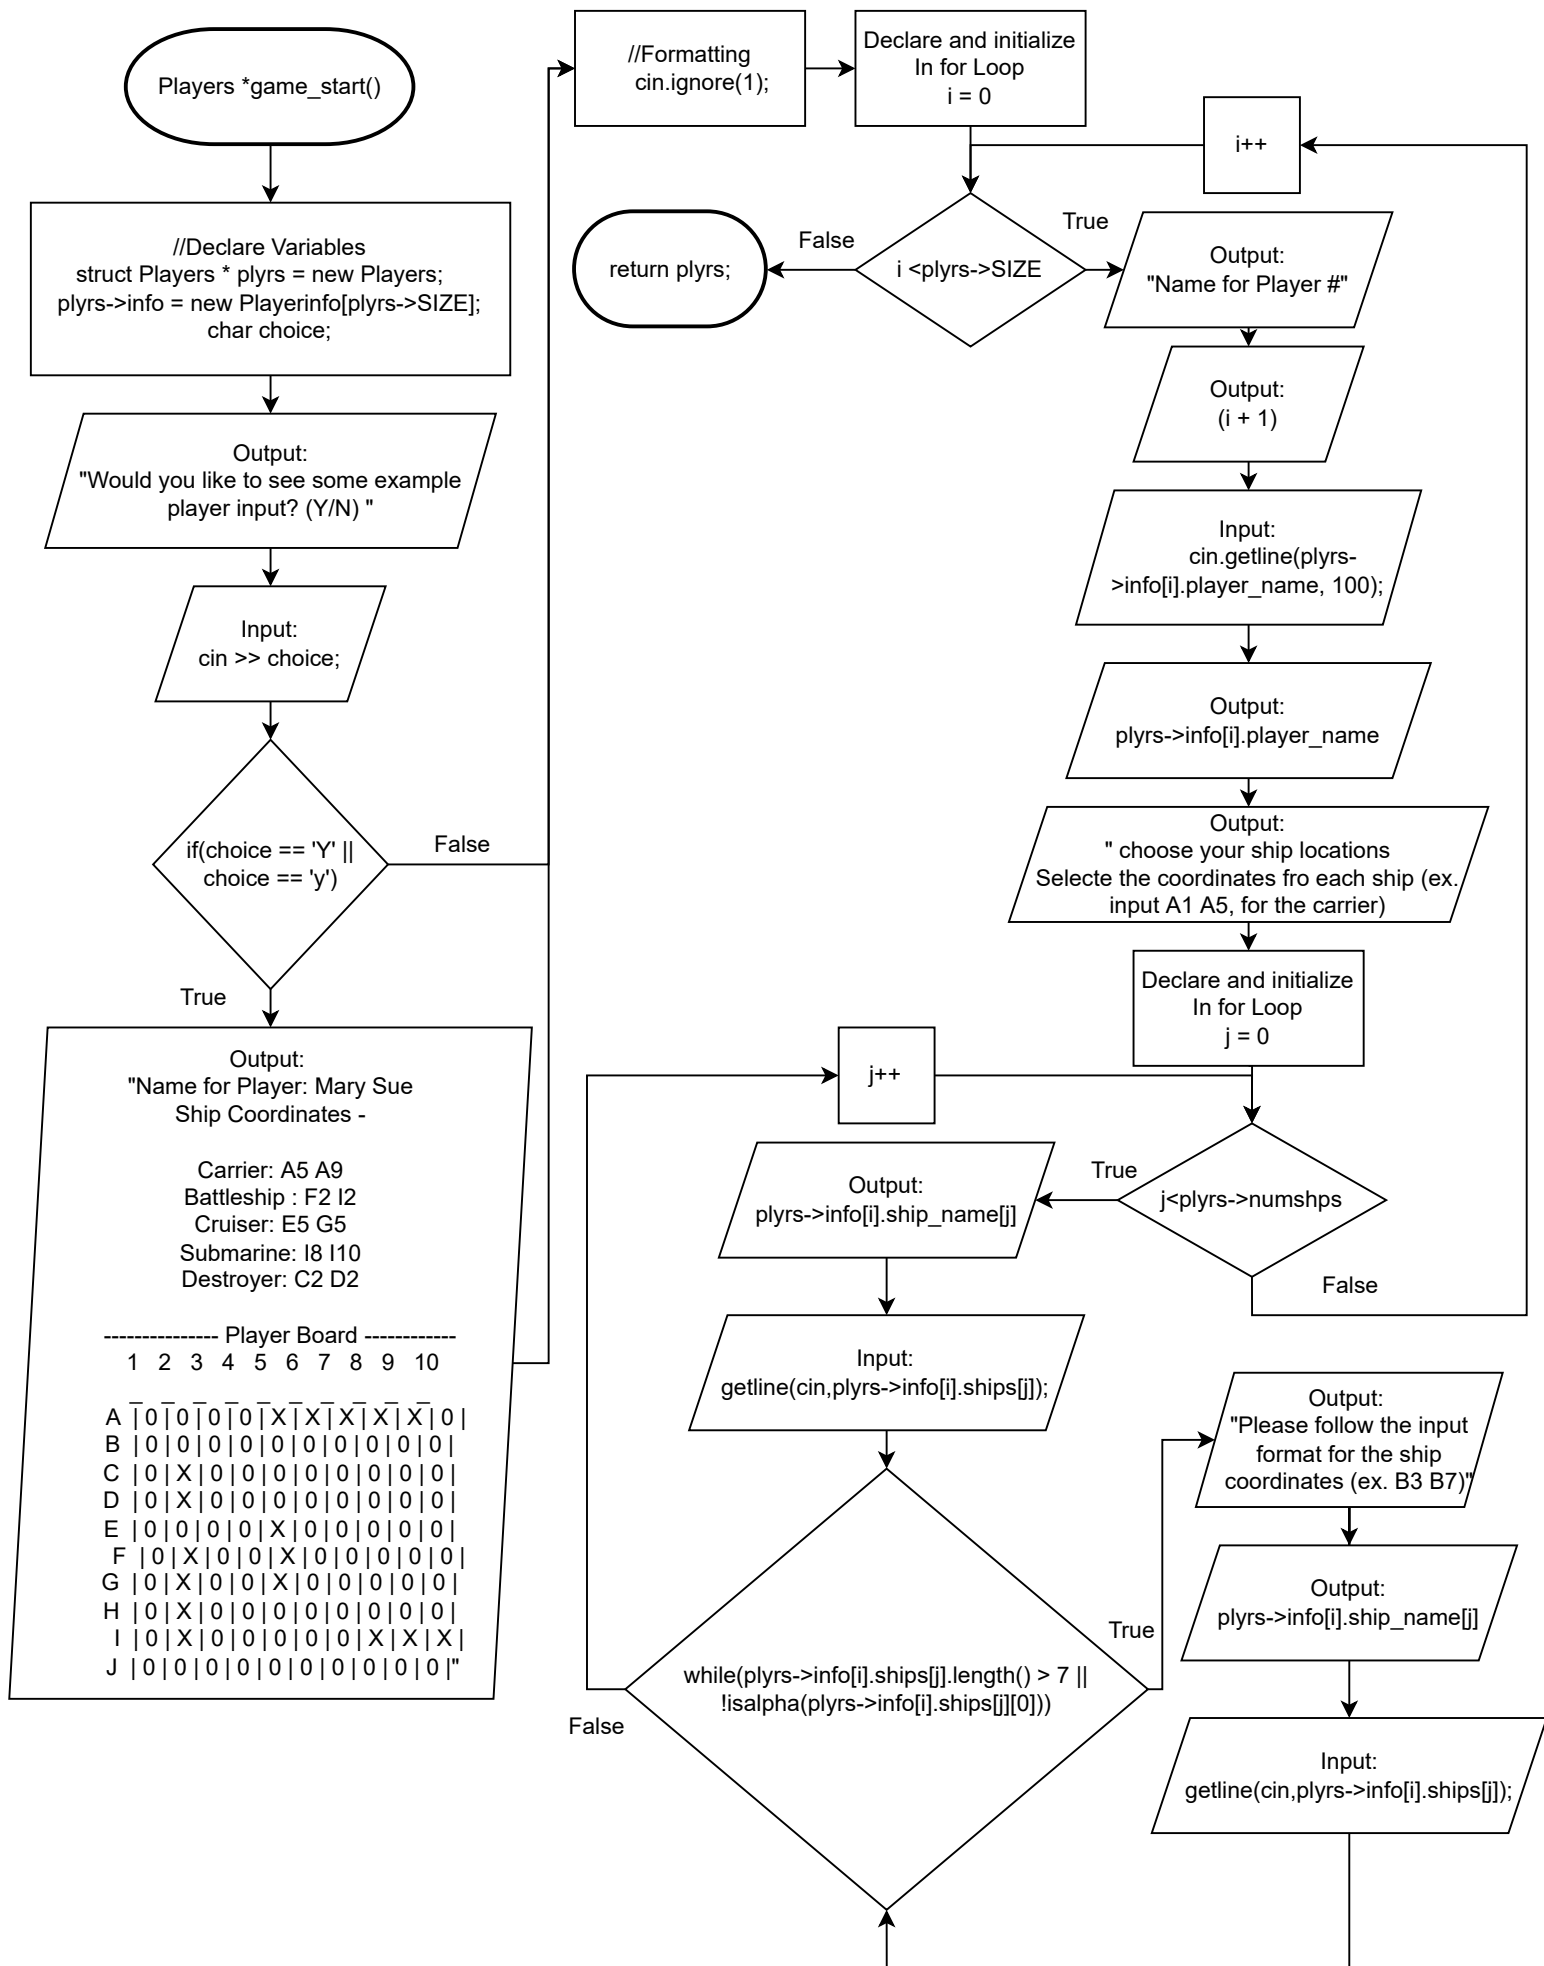 Players *game_start()
//Declare Variables
struct Players * plyrs = new Players;
plyrs->info = new Playerinfo[plyrs->SIZE];
char choice;
Output:
"Would you like to see some example
player input? (Y/N) "
Input:
cin >> choice;
if(choice == 'Y' ||
choice == 'y')
False
True
Output:
"Name for Player: Mary Sue
Ship Coordinates -
Carrier: A5 A9
Battleship : F2 I2
Cruiser: E5 G5
Submarine: I8 I10
Destroyer: C2 D2
--------------- Player Board ------------
1 2 3 4 5 6 7 8 9 10
_ _ _ _ _ _ _ _ _ _
A |0|0|0|0|X|X|X|X|X|0|
B |0|0|0|0|0|0|0|0|0|0|
C |0|X|0|0|0|0|0|0|0|0|
D |0|X|0|0|0|0|0|0|0|0|
E |0|0|0|0|X|0|0|0|0|0|
F |0|X|0|0|X|0|0|0|0|0|
G |0|X|0|0|X|0|0|0|0|0|
H |0|X|0|0|0|0|0|0|0|0|
I |0|X|0|0|0|0|0|X|X|X|
J |0|0|0|0|0|0|0|0|0|0|"
//Formatting
cin.ignore(1);
Declare and initialize
In for Loop
i = 0
i++
i <plyrs->SIZE
False
True
return plyrs;
Output:
"Name for Player #"
Output:
(i + 1)
Input:
cin.getline(plyrs-
>info[i].player_name, 100);
Output:
plyrs->info[i].player_name
Output:
" choose your ship locations
Selecte the coordinates fro each ship (ex.
input A1 A5, for the carrier)
Declare and initialize
In for Loop
j = 0
j++
j<plyrs->numshps
True
False
Output:
plyrs->info[i].ship_name[j]
Input:
getline(cin,plyrs->info[i].ships[j]);
while(plyrs->info[i].ships[j].length() > 7 ||
!isalpha(plyrs->info[i].ships[j][0]))
False
True
Output:
"Please follow the input
format for the ship
coordinates (ex. B3 B7)"
Output:
plyrs->info[i].ship_name[j]
Input:
getline(cin,plyrs->info[i].ships[j]);